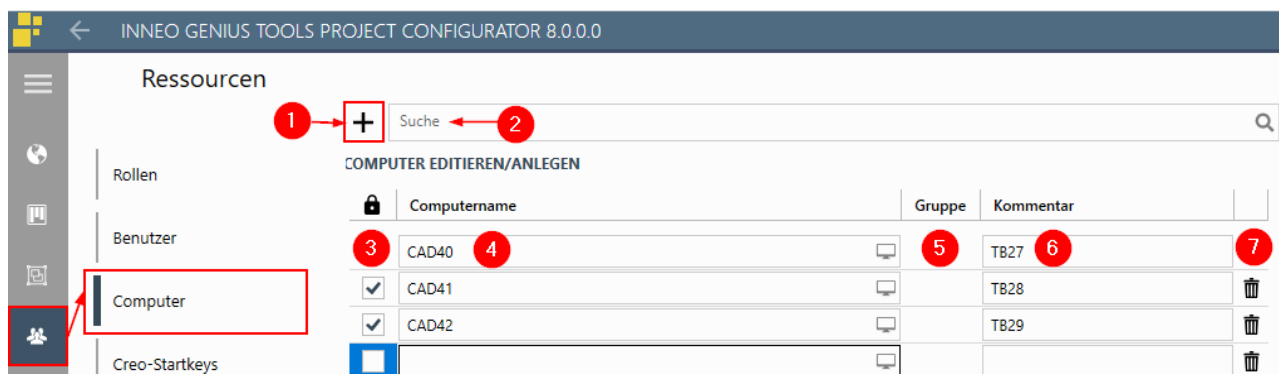 INNEO GENIUS TOOLS PROJECT CONFIGURATOR 8.0.0.0
Ressourcen
1
Suche 2
COMPUTER EDITIEREN/ANLEGEN
Rollen
Computername Gruppe Kommentar
Benutzer
3 CAD40 4 5 TB27 6 7
Computer
CAD41 TB28
CAD42 TB29
Creo-Startkeys